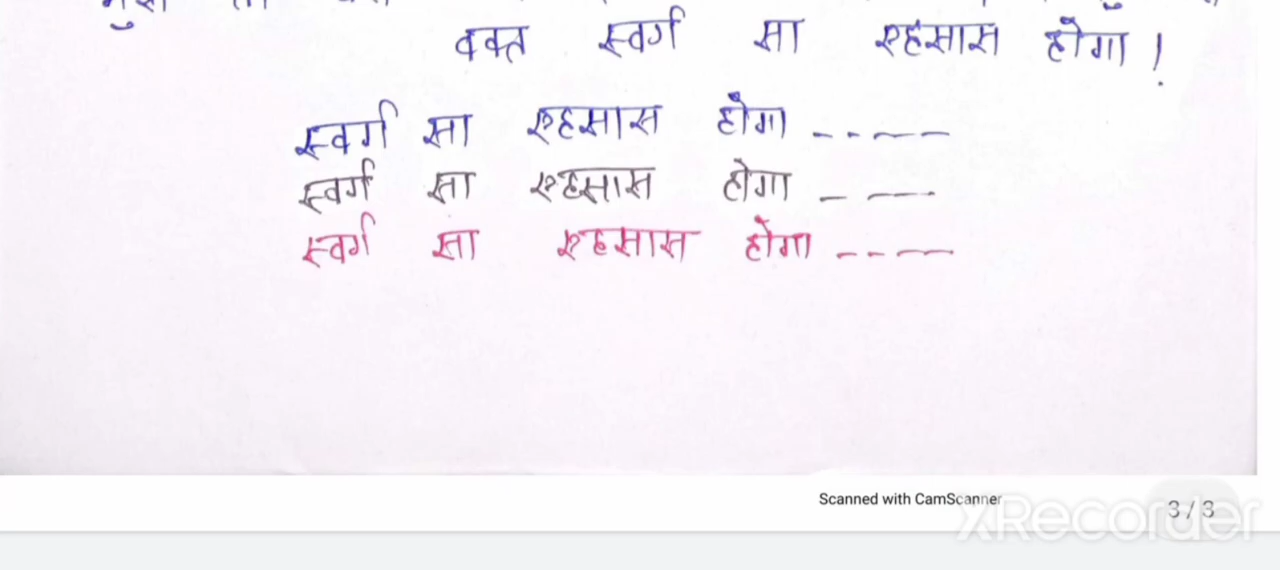 वक्त स्वर्ग सा एहसास होगा !
स्वर्ग सा एहसास होगा -----
स्वर्ग सा एहसास होगा - —
स्वर्ग सा एहसास होगा ----
Scanned with CamScanner
3 / 3
XRecorder